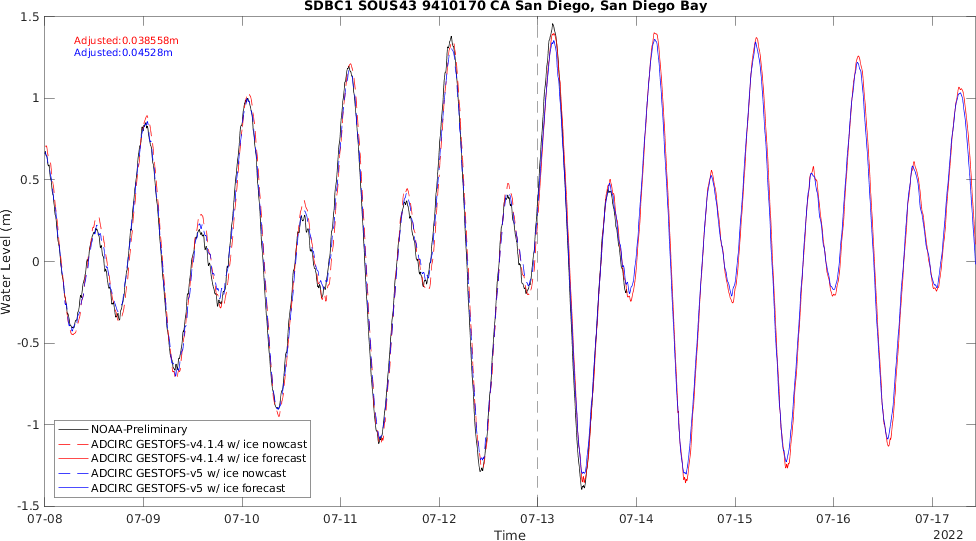 SDBC1 SOUS43 9410170 CA San Diego, San Diego Bay
Adjusted:0.038558m
Adjusted:0.04528m
1.5
1
0.5
0
-0.5
-1
-1.5
Water Level (m)
NOAA-Preliminary
ADCIRC GESTOFS-v4.1.4 w/ ice nowcast
ADCIRC GESTOFS-v4.1.4 w/ ice forecast
ADCIRC GESTOFS-v5 w/ ice nowcast
ADCIRC GESTOFS-v5 w/ ice forecast
07-08 07-09 07-10 07-11 07-12 07-13 07-14 07-15 07-16 07-17
Time
2022